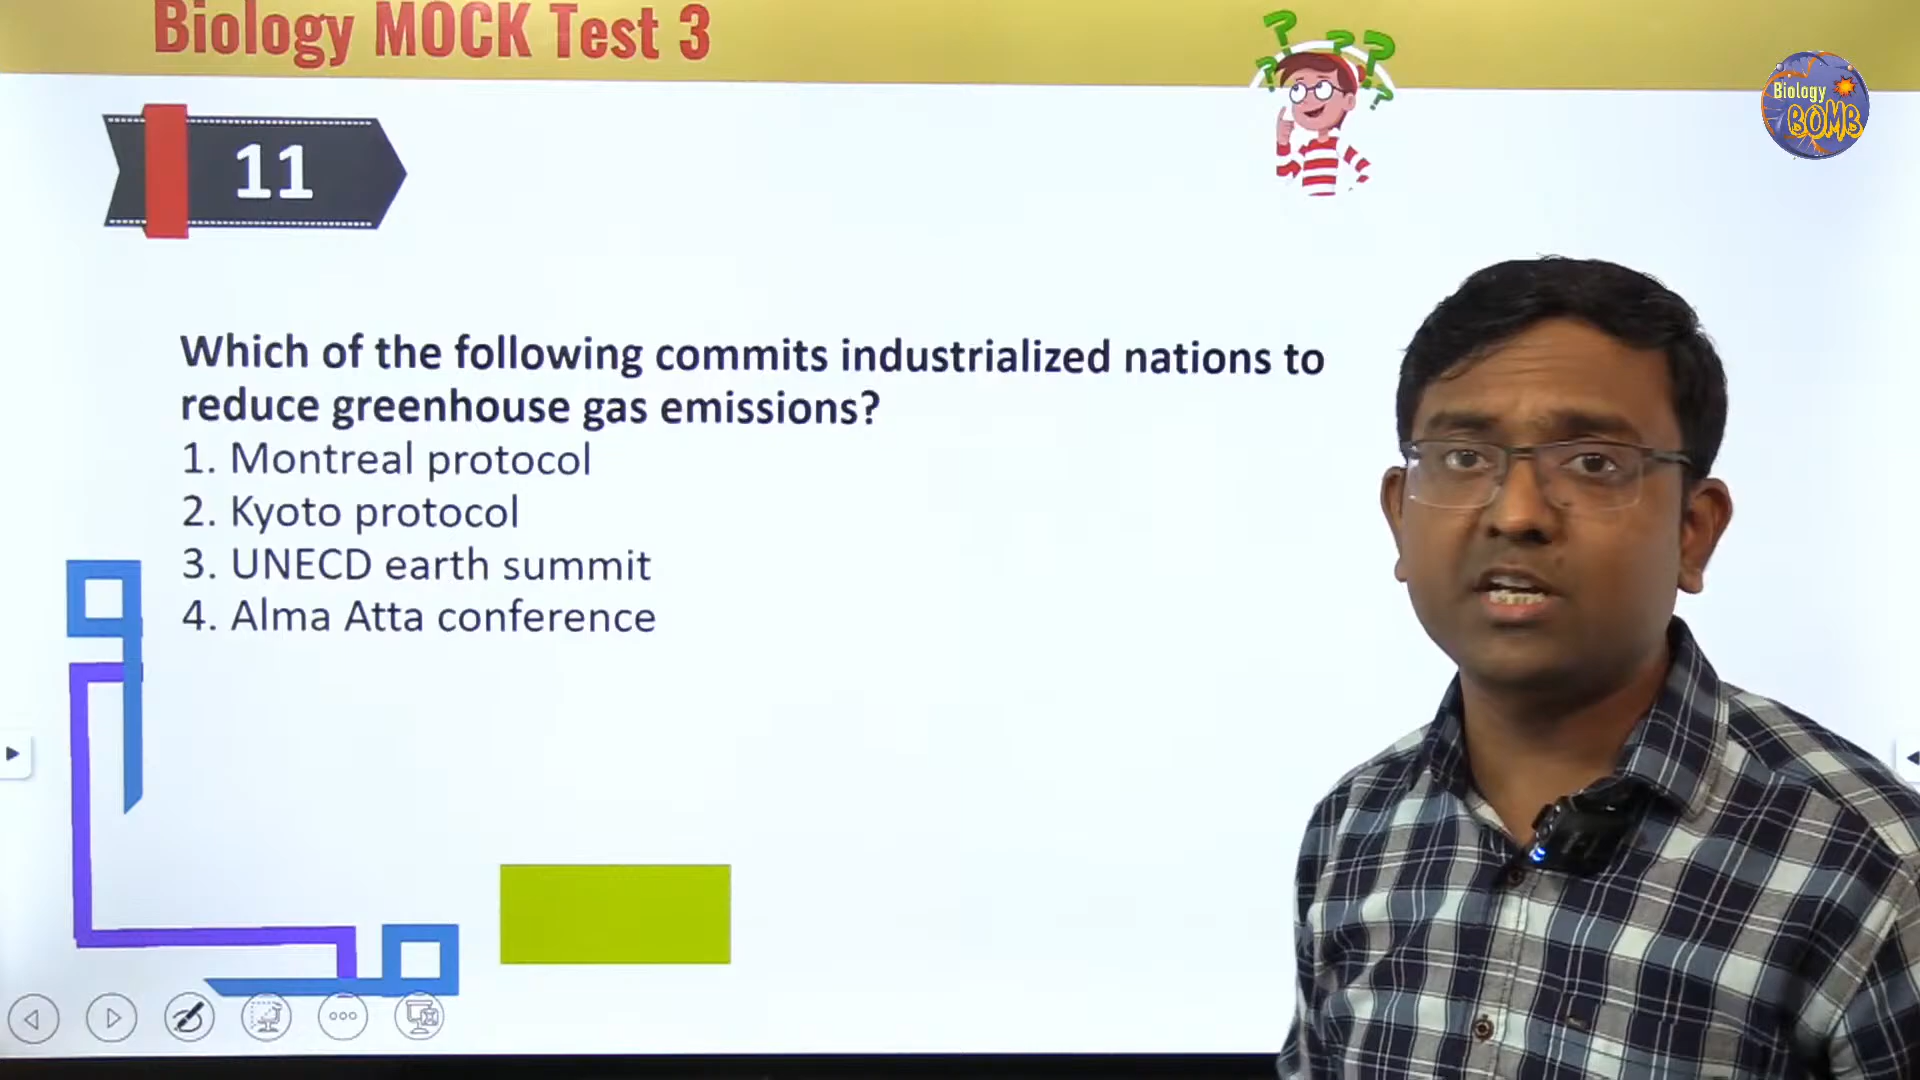 Biology MOCK Test 3
Biology
BOMB
11
Which of the following commits industrialized nations to
reduce greenhouse gas emissions?
1. Montreal protocol
2. Kyoto protocol
3. UNECD earth summit
4. Alma Atta conference